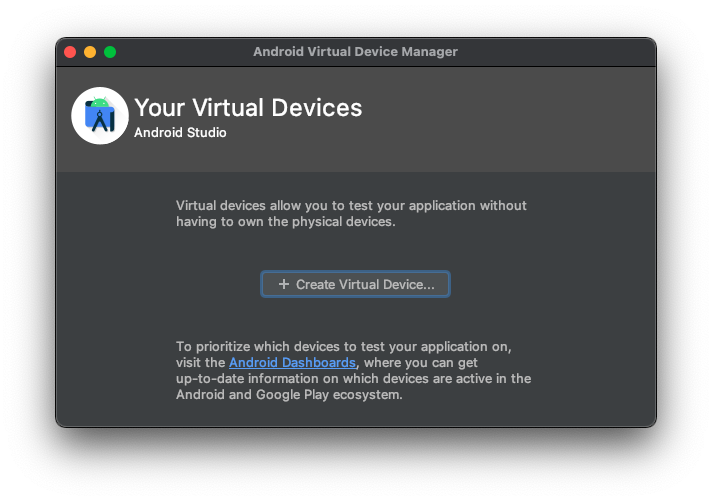 Android Virtual Device Manager
Your Virtual Devices
Android Studio
Virtual devices allow you to test your application without
having to own the physical devices.
+ Create Virtual Device...
To prioritize which devices to test your application on,
visit the Android Dashboards, where you can get
up-to-date information on which devices are active in the
Android and Google Play ecosystem.